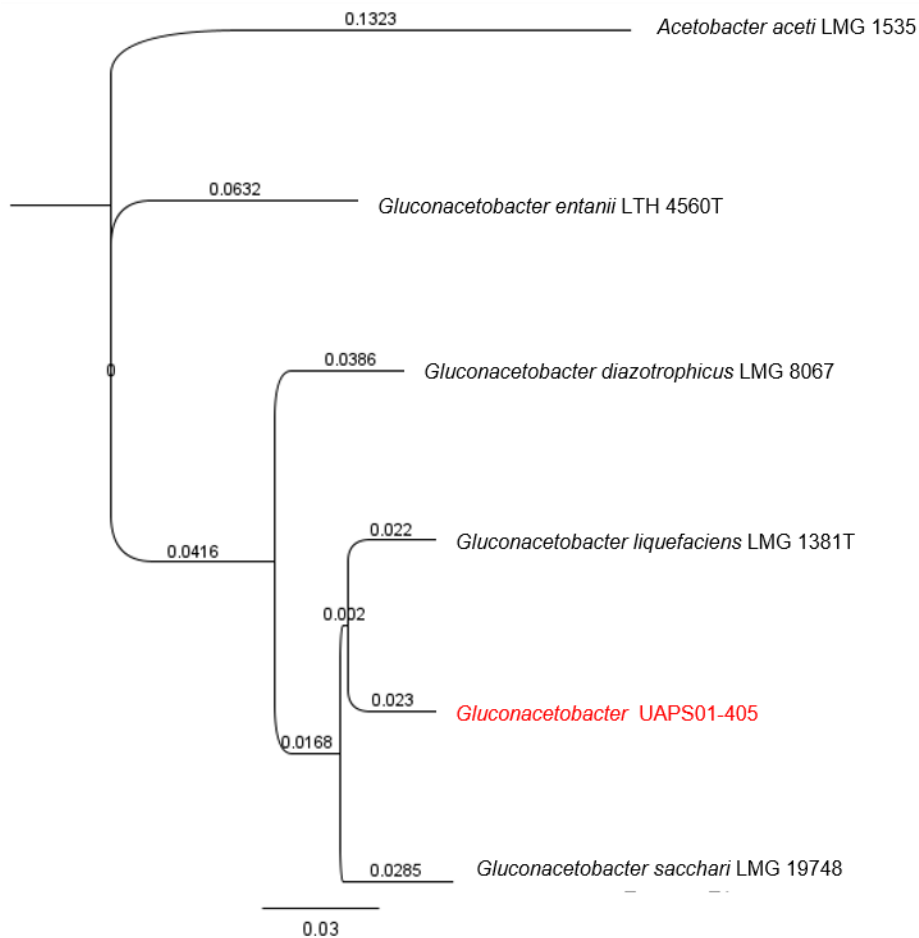 0.1323
Acetobacter aceti LMG 1535
0.0632
Gluconacetobacter entanii LTH 4560T
0
0.0386
Gluconacetobacter diazotrophicus LMG 8067
0.022
Gluconacetobacter liquefaciens LMG 1381T
0.0416
0.002
0.023
Gluconacetobacter UAPS01-405
0.0168
0.0285
Gluconacetobacter sacchari LMG 19748
0.03